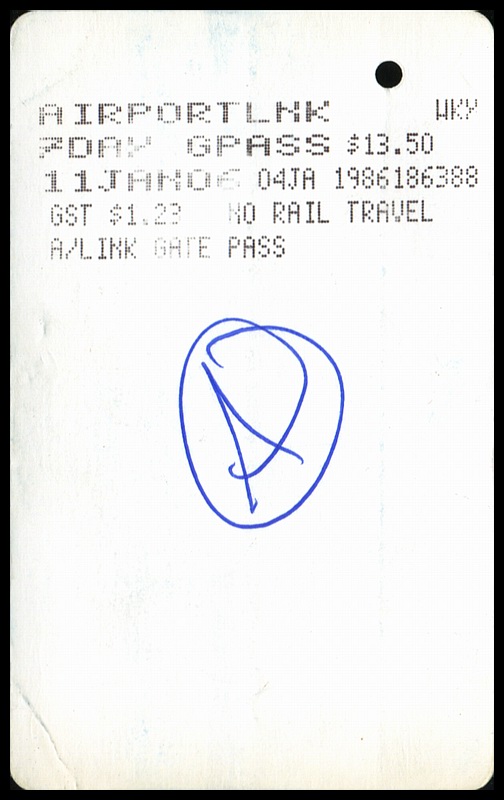 AIRPORTLNK WKY
7DAY GPASS $13.50
11JAN06 04JA 1986186388
GST $1.23 NO RAIL TRAVEL
A/LINK GATE PASS